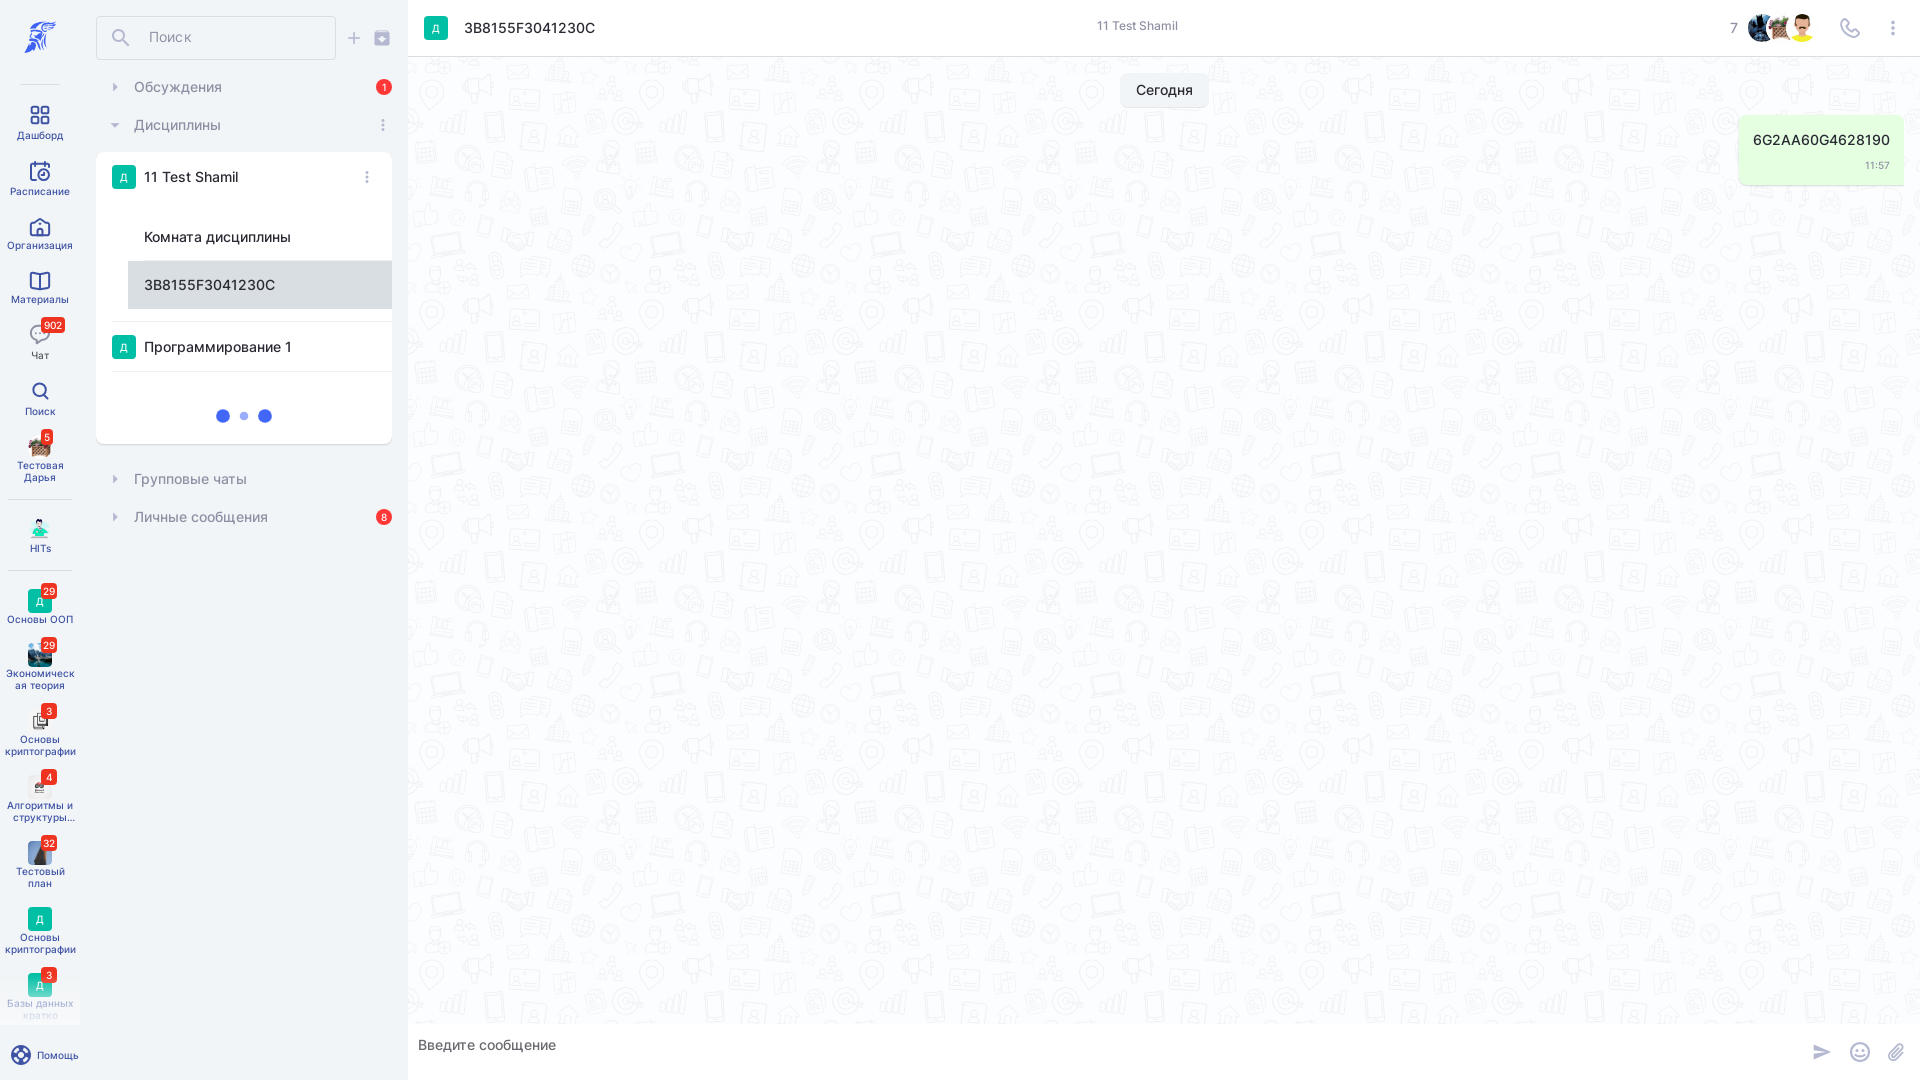 Дашборд
Расписание
Организация
Материалы
902
Чат
Поиск
5
Тестовая
Дарья
HITs
29
Д
Основы ООП
29
Экономическ
ая теория
3
Основы
криптографии
4
Алгоритмы и
структуры...
32
Тестовый
план
Д
Основы
криптографии
3
Д
Базы данных
кратко
Помощь
Поиск
Обсуждения
1
Дисциплины
Д
11 Test Shamil
Комната дисциплины
3B8155F3041230C
Д
Программирование 1
Групповые чаты
Личные сообщения
8
Д
3B8155F3041230C
11 Test Shamil
7
Сегодня
6G2AA60G4628190
11:57
Введите сообщение